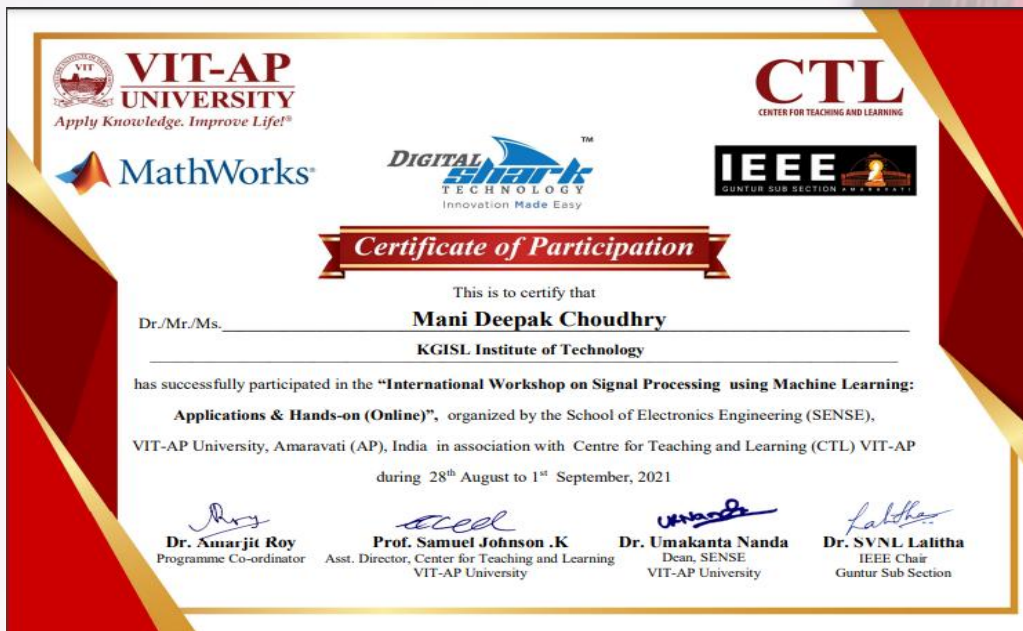 VIT
VIT-AP
UNIVERSITY
Apply Knowledge. Improve Life!®
CTL
CENTER FOR TEACHING AND LEARNING
MathWorks®
DIGITAL shark TM
TECHNOLOGY
Innovation Made Easy
IEEE
GUNTUR SUB SECTION AMARAVATI
Certificate of Participation
This is to certify that
Dr./Mr./Ms. Mani Deepak Choudhry
KGISL Institute of Technology
has successfully participated in the “International Workshop on Signal Processing using Machine Learning:
Applications & Hands-on (Online)”, organized by the School of Electronics Engineering (SENSE),
VIT-AP University, Amaravati (AP), India in association with Centre for Teaching and Learning (CTL) VIT-AP
during 28th August to 1st September, 2021
Roy
UKNanda
Lalitha
Dr. Amarjit Roy
Programme Co-ordinator
Prof. Samuel Johnson .K
Asst. Director, Center for Teaching and Learning
VIT-AP University
Dr. Umakanta Nanda
Dean, SENSE
VIT-AP University
Dr. SVNL Lalitha
IEEE Chair
Guntur Sub Section